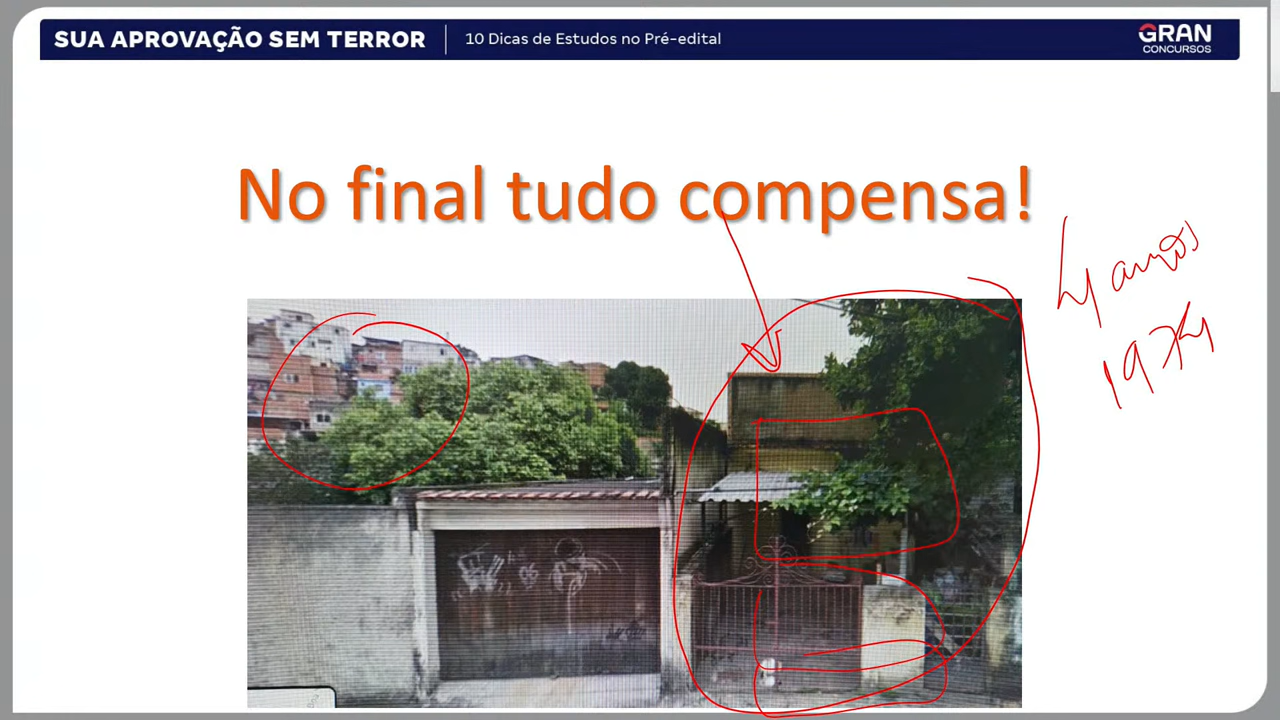 SUA APROVAÇÃO SEM TERROR
10 Dicas de Estudos no Pré-edital
GRAN
CONCURSOS
No final tudo compensa!
4 anos
1974